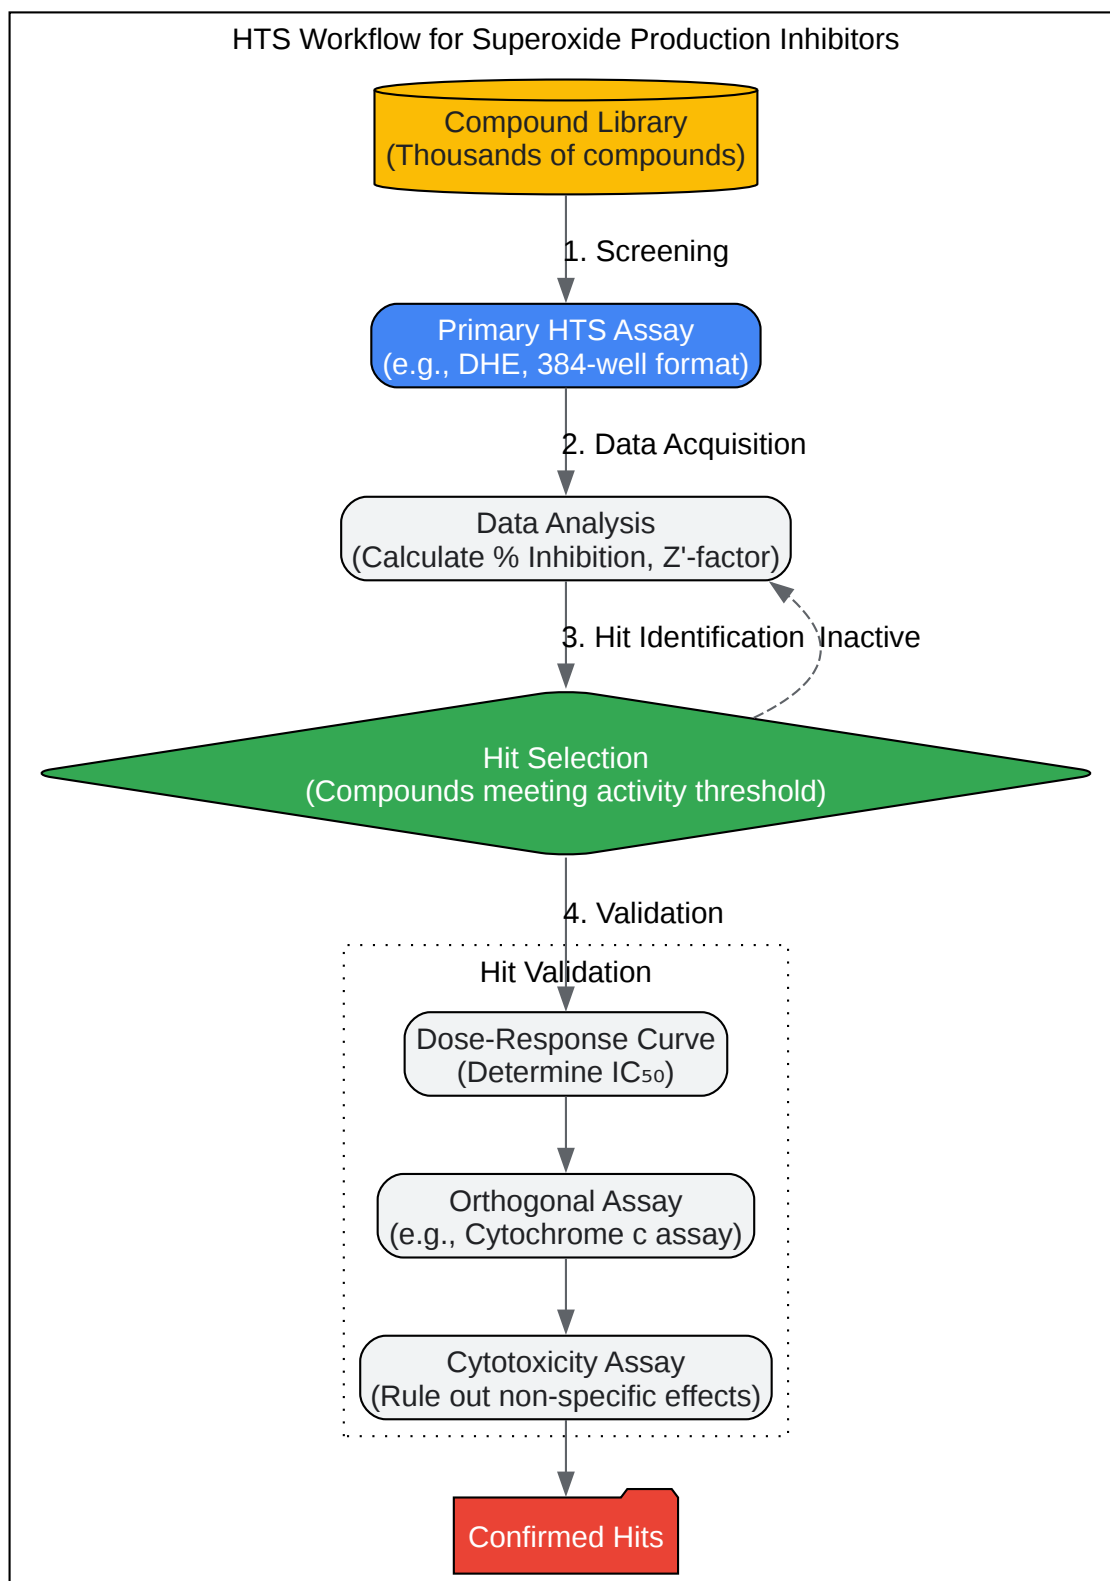 HTS Workflow for Superoxide Production Inhibitors
Compound Library
(Thousands of compounds)
1. Screening
Primary HTS Assay
(e.g., DHE, 384-well format)
2. Data Acquisition
Data Analysis
(Calculate % Inhibition, Z'-factor)
3. Hit Identification
Inactive
Hit Selection
(Compounds meeting activity threshold)
4. Validation
Hit Validation
Dose-Response Curve
(Determine IC₅₀)
Orthogonal Assay
(e.g., Cytochrome c assay)
Cytotoxicity Assay
(Rule out non-specific effects)
Confirmed Hits